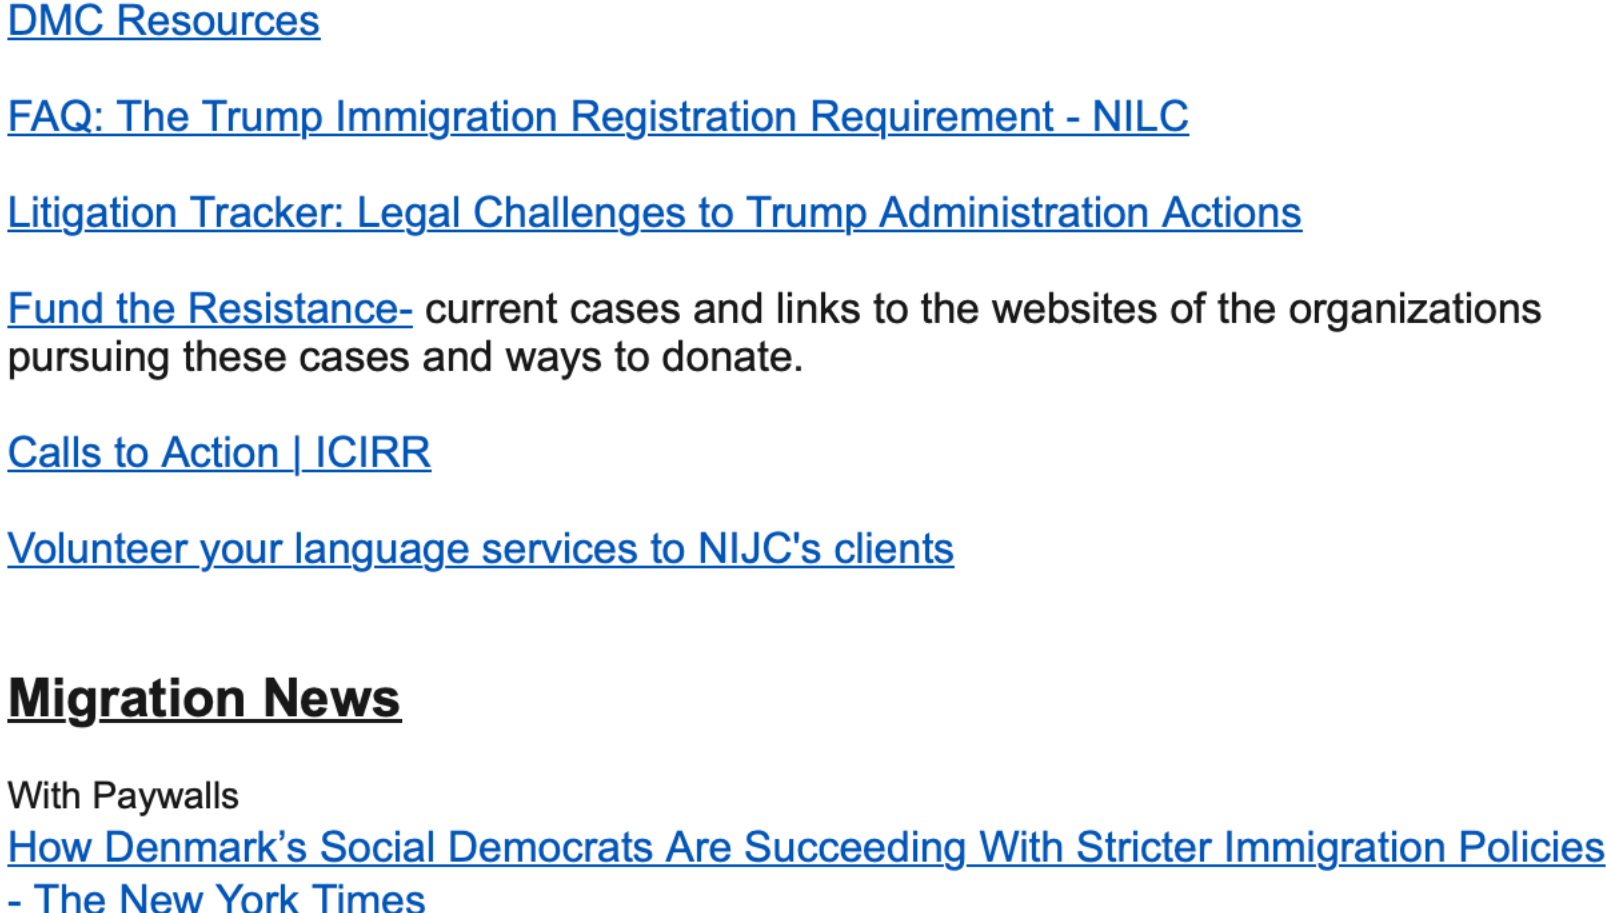 DMC Resources
FAQ: The Trump Immigration Registration Requirement - NILC
Litigation Tracker: Legal Challenges to Trump Administration Actions
Fund the Resistance- current cases and links to the websites of the organizations
pursuing these cases and ways to donate.
Calls to Action | ICIRR
Volunteer your language services to NIJC's clients
Migration News
With Paywalls
How Denmark’s Social Democrats Are Succeeding With Stricter Immigration Policies
- The New York Times